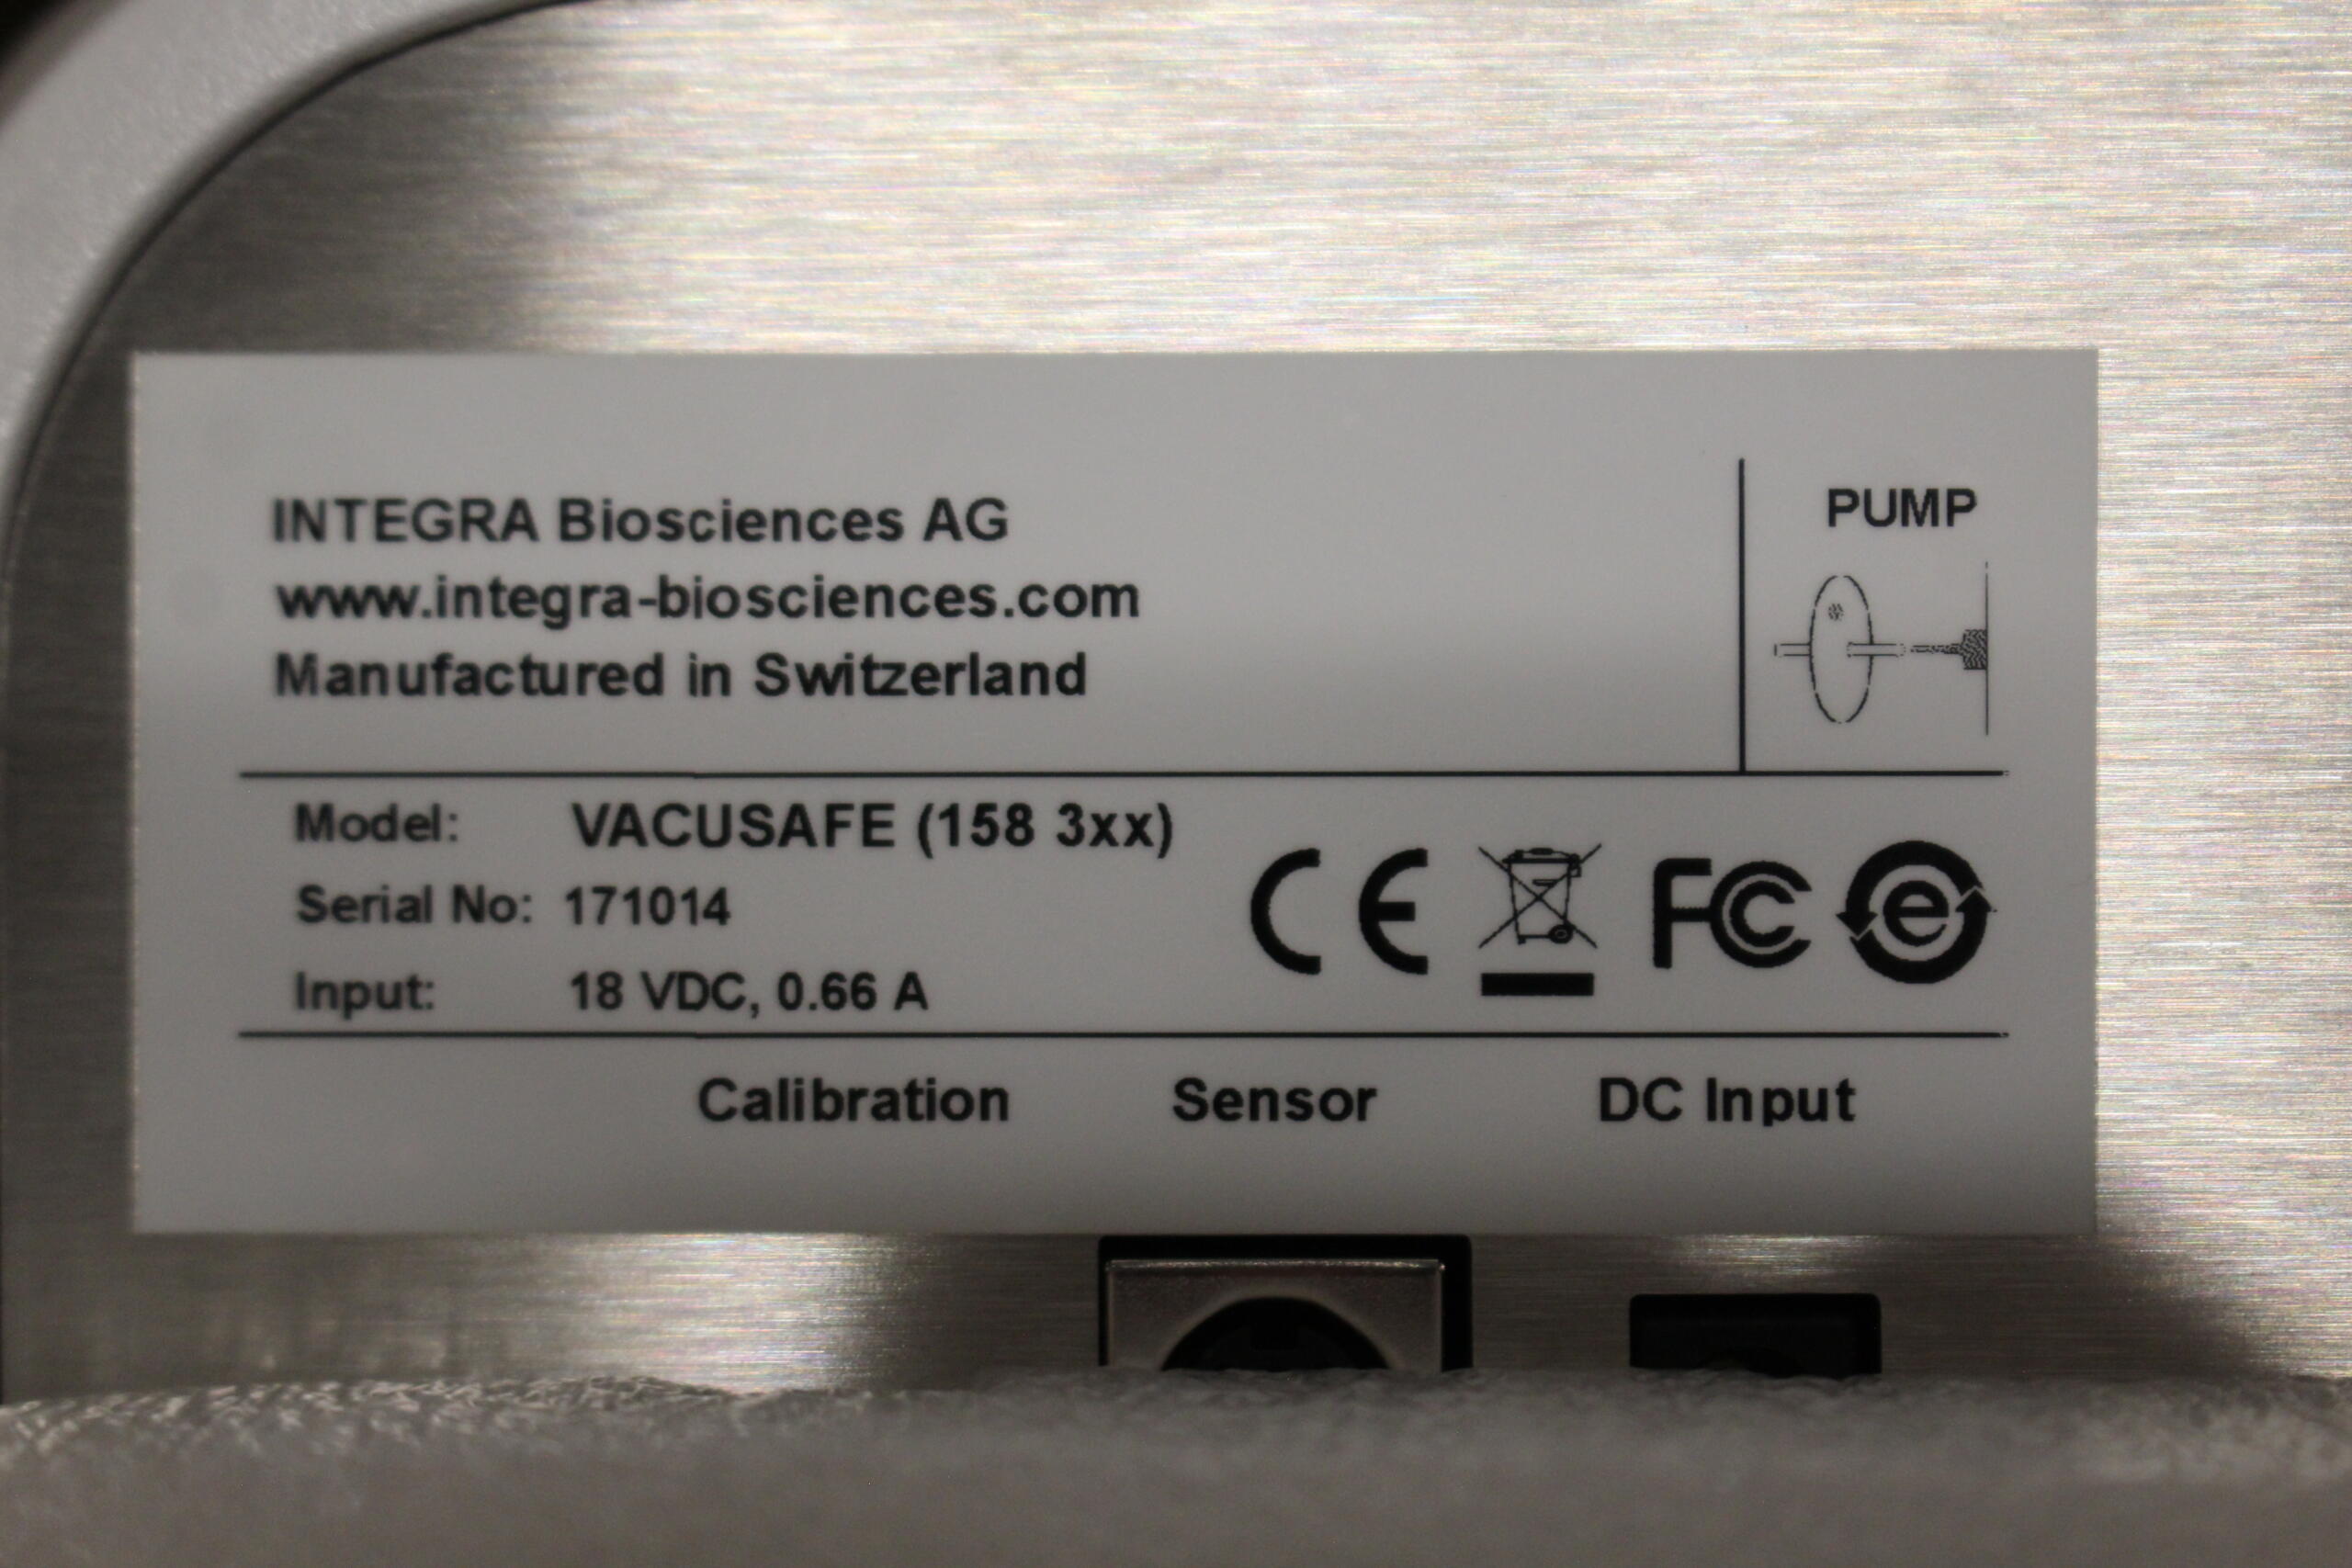 INTEGRA Biosciences AG
www.integra-biosciences.com
Manufactured in Switzerland
PUMP
Model: VACUSAFE (158 3xx)
Serial No: 171014
Input: 18 VDC, 0.66 A
CE FC e
Calibration Sensor DC Input